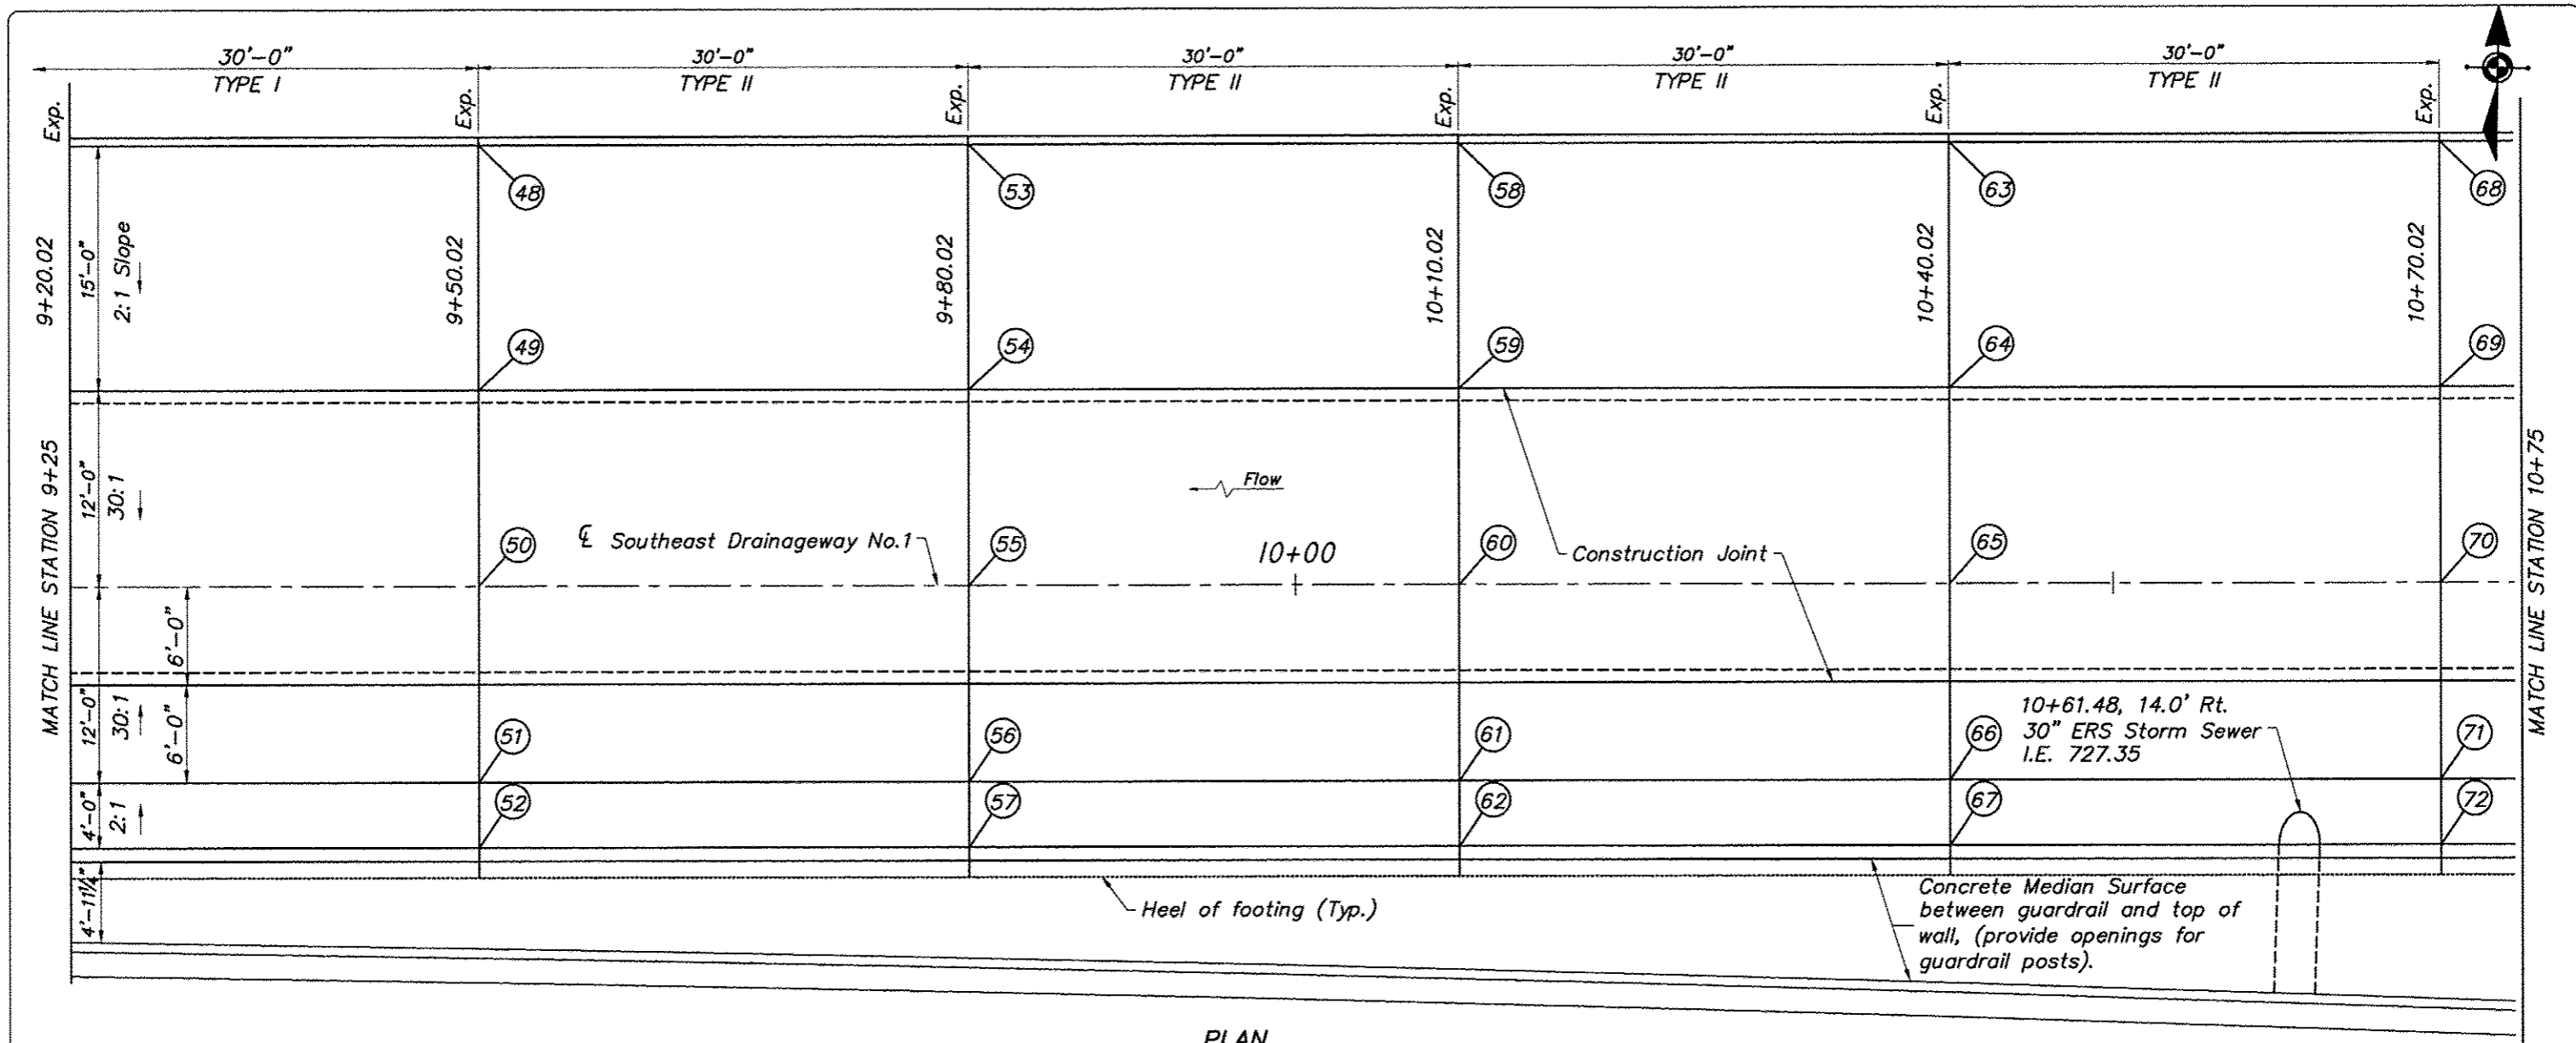 30'-0"
TYPE I
30'-0"
TYPE II
30'-0"
TYPE II
30'-0"
TYPE II
30'-0"
TYPE II
Exp.
Exp.
Exp.
Exp.
Exp.
Exp.
9+20.02
9+50.02
9+80.02
10+10.02
10+40.02
10+70.02
48
53
58
63
68
15'-0"
2:1 Slope
49
54
59
64
69
MATCH LINE STATION 9+25
12'-0"
30:1
Flow
℄ Southeast Drainageway No.1
10+00
Construction Joint
50
55
60
65
70
MATCH LINE STATION 10+75
6'-0"
12'-0"
30:1
6'-0"
10+61.48, 14.0' Rt.
30" ERS Storm Sewer
I.E. 727.35
51
56
61
66
71
4'-0"
2:1
52
57
62
67
72
4'-11¼"
Heel of footing (Typ.)
Concrete Median Surface
between guardrail and top of
wall, (provide openings for
guardrail posts).
PLAN